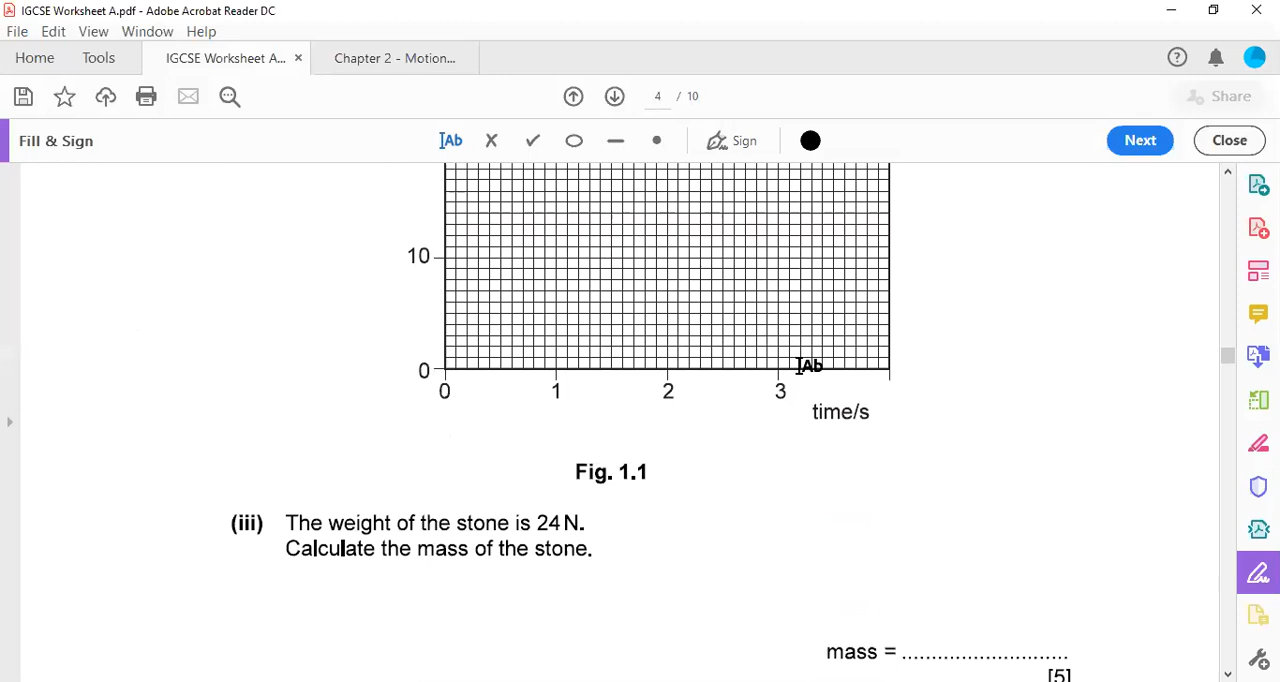 IGCSE Worksheet A.pdf - Adobe Acrobat Reader DC
File Edit View Window Help
Home Tools IGCSE Worksheet A... × Chapter 2 - Motion...
4 / 10 Share
Fill & Sign Ab Sign Next Close
10
0
Ab
0 1 2 3
time/s
Fig. 1.1
(iii) The weight of the stone is 24 N.
Calculate the mass of the stone.
mass = ............................
[5]